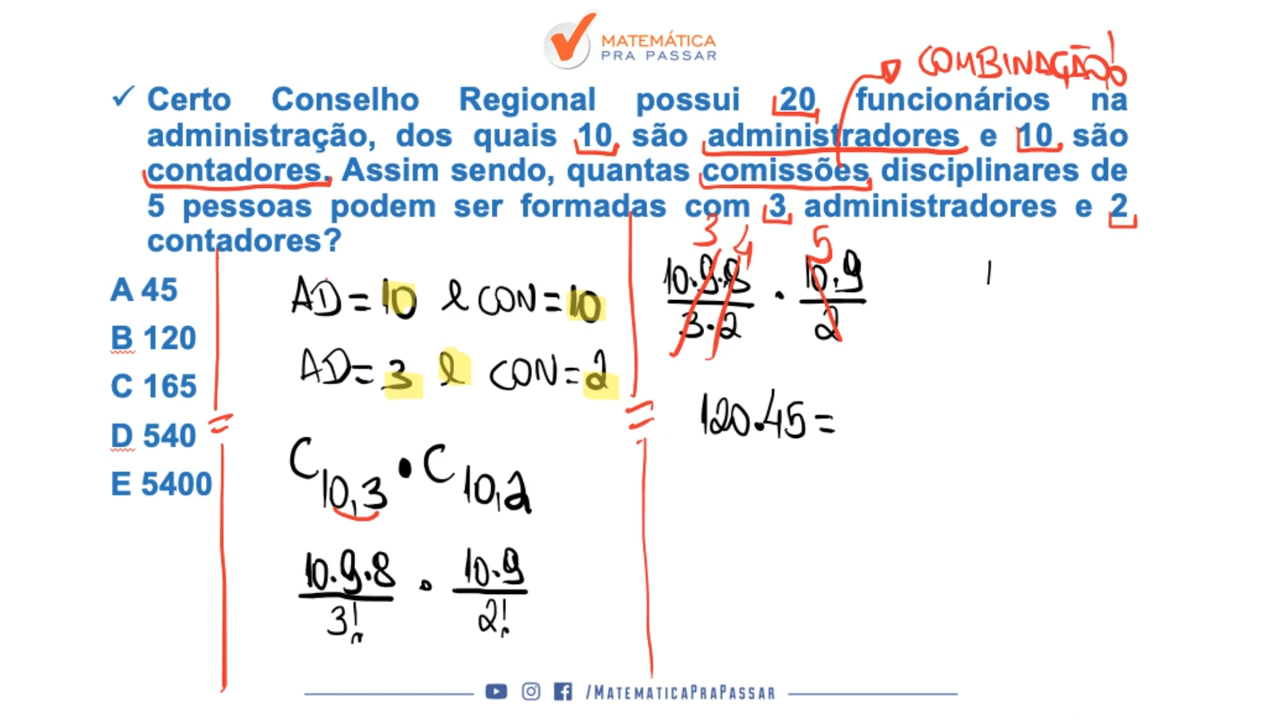 MATEMÁTICA
PRA PASSAR
COMBINAÇÃO!
✓ Certo Conselho Regional possui 20 funcionários na
administração, dos quais 10 são administradores e 10 são
contadores. Assim sendo, quantas comissões disciplinares de
5 pessoas podem ser formadas com 3 administradores e 2
contadores?
A 45
B 120
C 165
D 540
E 5400
AD = 10 e CON = 10
AD = 3 e CON = 2
C10,3 • C10,2
10.9.8 . 10.9
3! 2!
3 4 5
10.9.8 . 10.9
3.2 2
120.45 =
/MATEMATICAPRAPASSAR